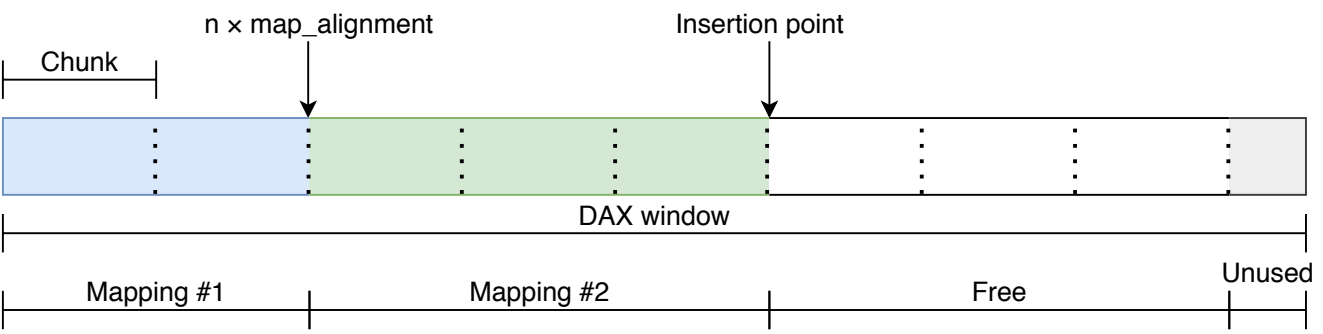 n × map_alignment
Insertion point
Chunk
DAX window
Unused
Mapping #1
Mapping #2
Free